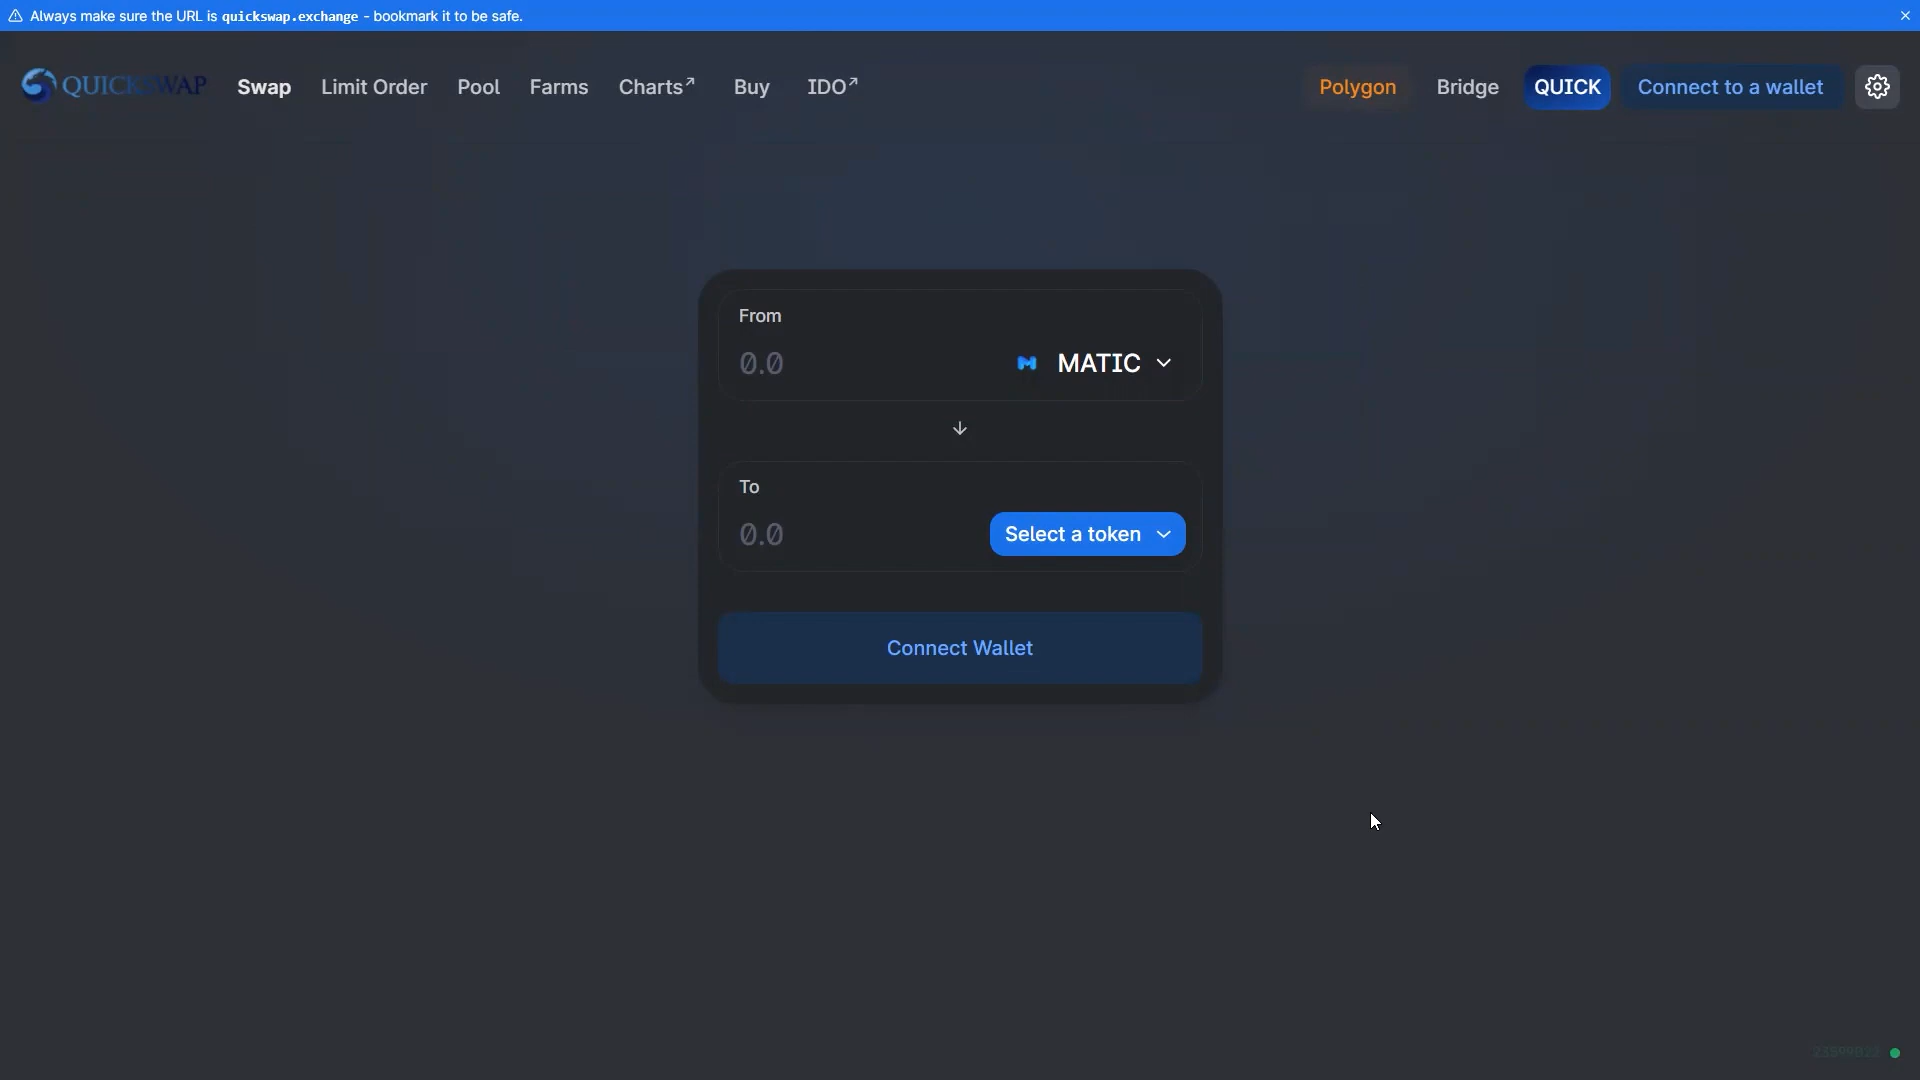 Always make sure the URL is quickswap.exchange - bookmark it to be safe.
QUICKSWAP Swap Limit Order Pool Farms Charts↗ Buy IDO↗ Polygon Bridge QUICK Connect to a wallet
From
0.0 MATIC
To
0.0 Select a token
Connect Wallet